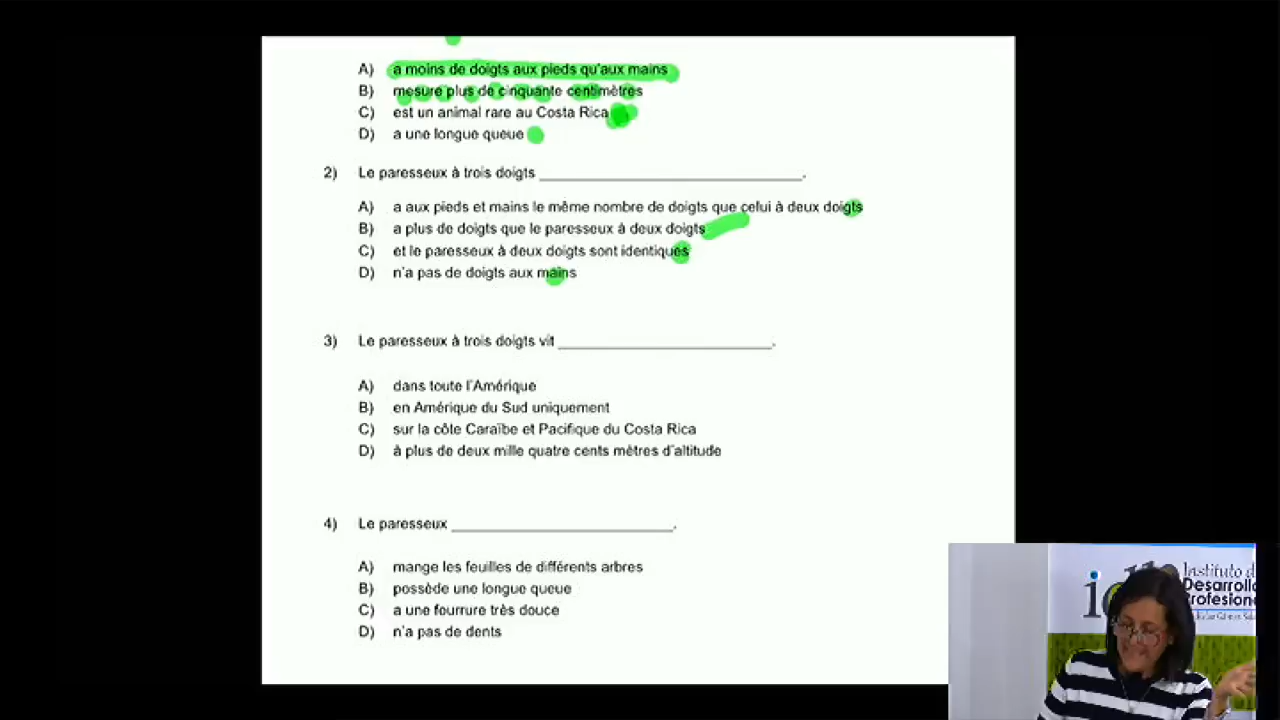 A) a moins de doigts aux pieds qu'aux mains
B) mesure plus de cinquante centimètres
C) est un animal rare au Costa Rica
D) a une longue queue
2) Le paresseux à trois doigts ______________________________.
A) a aux pieds et mains le même nombre de doigts que celui à deux doigts
B) a plus de doigts que le paresseux à deux doigts
C) et le paresseux à deux doigts sont identiques
D) n'a pas de doigts aux mains
3) Le paresseux à trois doigts vit ________________________.
A) dans toute l'Amérique
B) en Amérique du Sud uniquement
C) sur la côte Caraïbe et Pacifique du Costa Rica
D) à plus de deux mille quatre cents mètres d'altitude
4) Le paresseux _________________________.
A) mange les feuilles de différents arbres
B) possède une longue queue
C) a une fourrure très douce
D) n'a pas de dents
Instituto d
Desarrollo
Profesion